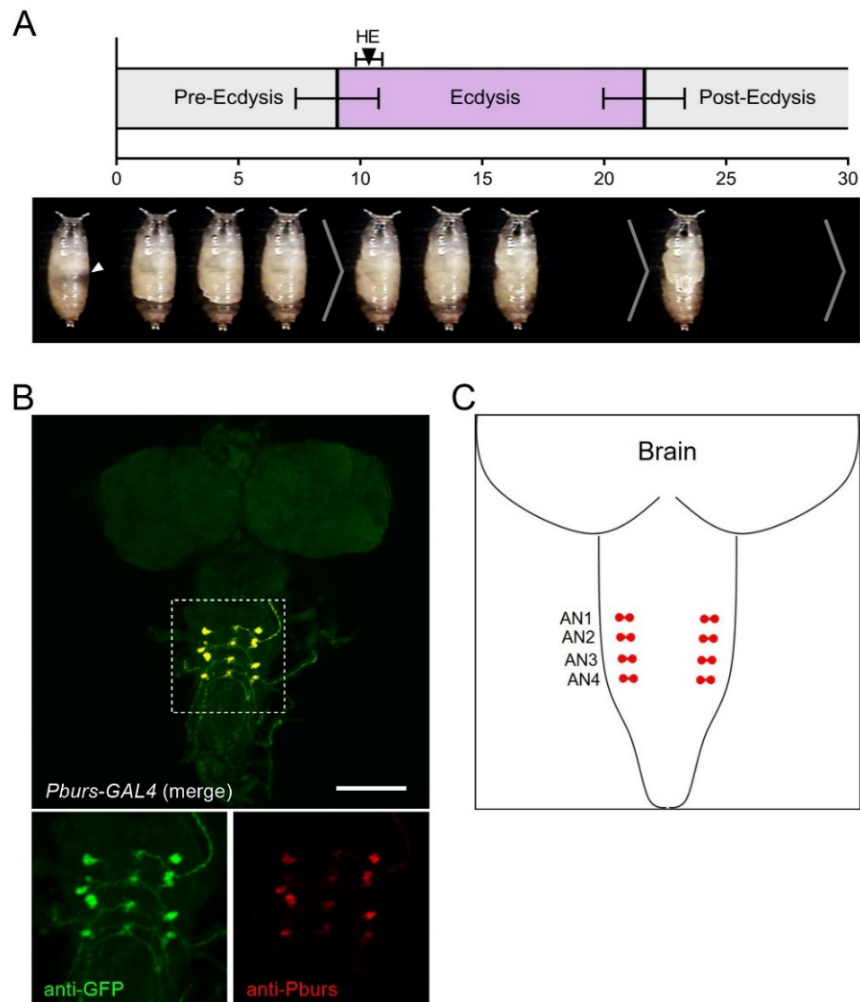 A
HE
Pre-Ecdysis Ecdysis Post-Ecdysis
0 5 10 15 20 25 30
B
Pburs-GAL4 (merge)
anti-GFP
anti-Pburs
C
Brain
AN1
AN2
AN3
AN4